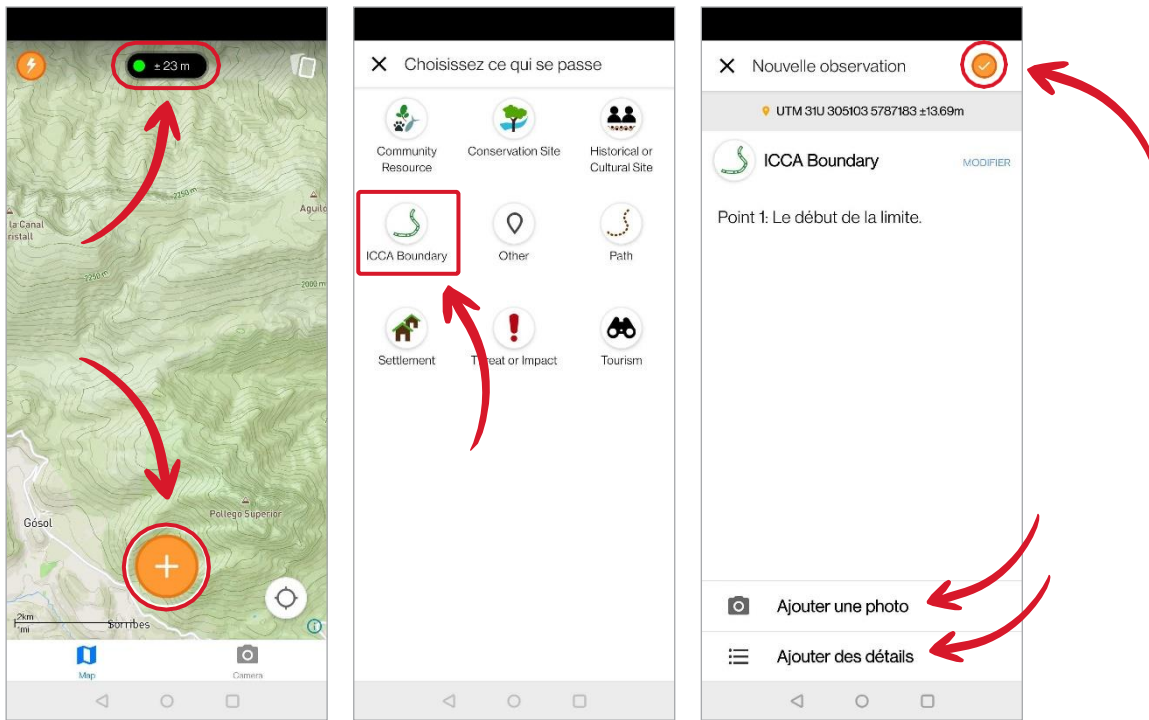 ± 23 m
2250 m
Aguilo
la Canal
ristall
2250 m
2000 m
Gósol
Pollego Superior
2km
mi
Sorribes
Map
Camera
Choisissez ce qui se passe
Community
Resource
Conservation Site
Historical or
Cultural Site
ICCA Boundary
Other
Path
Settlement
Threat or Impact
Tourism
Nouvelle observation
UTM 31U 305103 5787183 ±13.69m
ICCA Boundary
MODIFIER
Point 1: Le début de la limite.
Ajouter une photo
Ajouter des détails